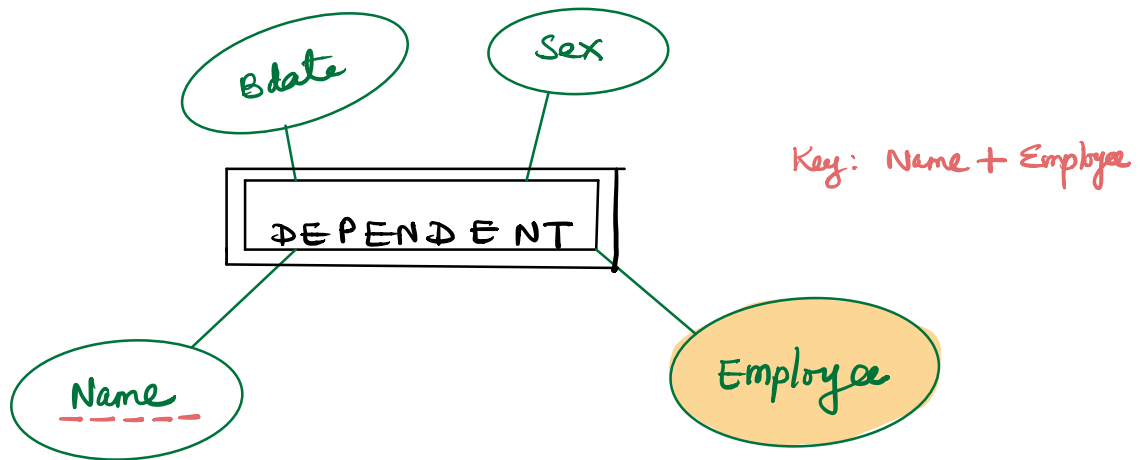 Bdate
Sex
Key: Name + Employee
DEPENDENT
Name
Employee